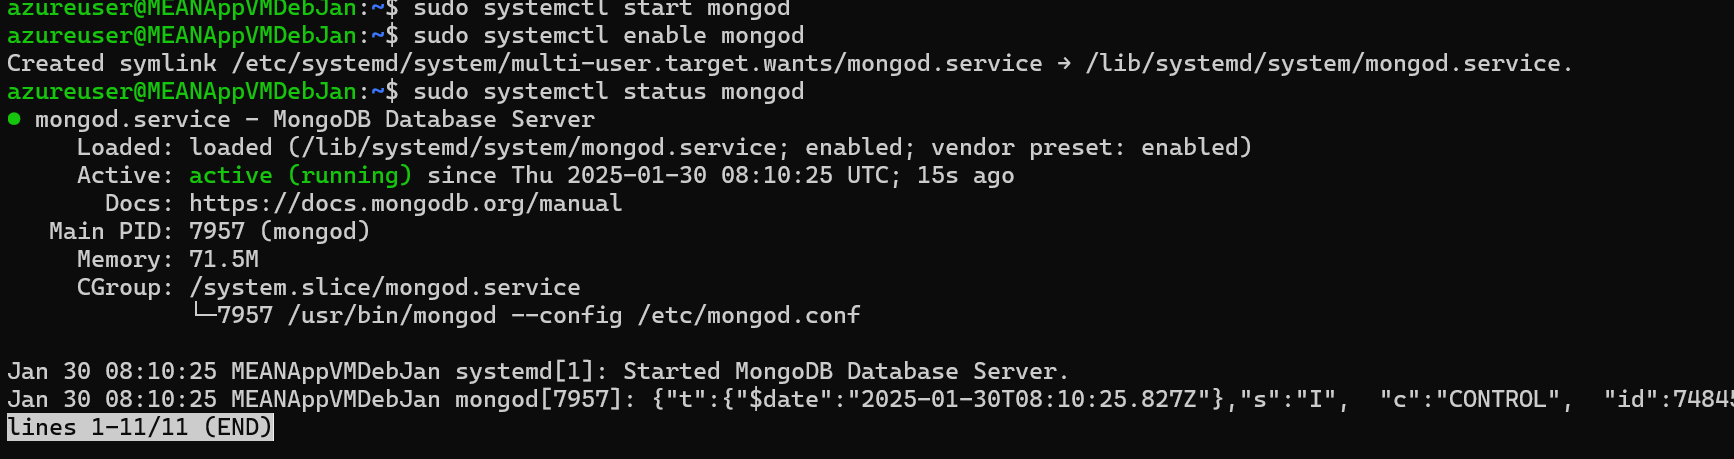 azureuser@MEANAppVMDebJan:~$ sudo systemctl start mongod
azureuser@MEANAppVMDebJan:~$ sudo systemctl enable mongod
Created symlink /etc/systemd/system/multi-user.target.wants/mongod.service → /lib/systemd/system/mongod.service.
azureuser@MEANAppVMDebJan:~$ sudo systemctl status mongod
● mongod.service - MongoDB Database Server
     Loaded: loaded (/lib/systemd/system/mongod.service; enabled; vendor preset: enabled)
     Active: active (running) since Thu 2025-01-30 08:10:25 UTC; 15s ago
       Docs: https://docs.mongodb.org/manual
   Main PID: 7957 (mongod)
     Memory: 71.5M
     CGroup: /system.slice/mongod.service
             └─7957 /usr/bin/mongod --config /etc/mongod.conf
Jan 30 08:10:25 MEANAppVMDebJan systemd[1]: Started MongoDB Database Server.
Jan 30 08:10:25 MEANAppVMDebJan mongod[7957]: {"t":{"$date":"2025-01-30T08:10:25.827Z"},"s":"I",  "c":"CONTROL",  "id":74845
lines 1-11/11 (END)